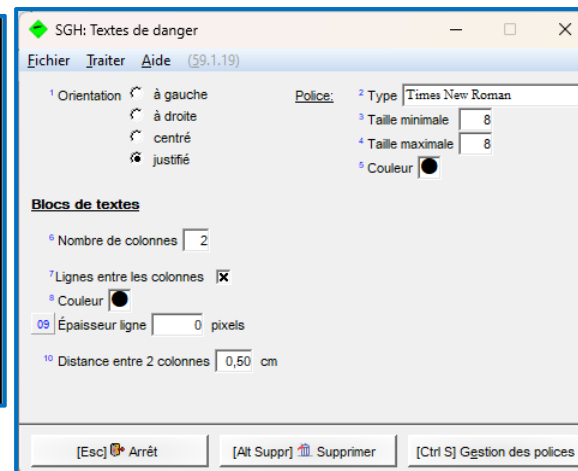 SGH: Textes de danger
Fichier Traiter Aide (59.1.19)
1 Orientation à gauche
à droite
centré
justifié
Police: 2 Type Times New Roman
3 Taille minimale 8
4 Taille maximale 8
5 Couleur
Blocs de textes
6 Nombre de colonnes 2
7 Lignes entre les colonnes
8 Couleur
09 Épaisseur ligne 0 pixels
10 Distance entre 2 colonnes 0,50 cm
[Esc] Arrêt [Alt Suppr] Supprimer [Ctrl S] Gestion des polices